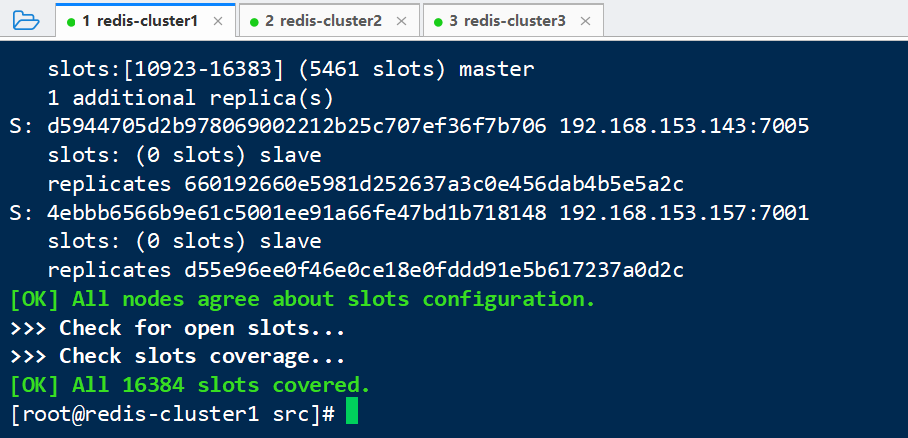 1 redis-cluster1 ×
2 redis-cluster2 ×
3 redis-cluster3 ×
slots:[10923-16383] (5461 slots) master
1 additional replica(s)
S: d5944705d2b978069002212b25c707ef36f7b706 192.168.153.143:7005
slots: (0 slots) slave
replicates 660192660e5981d252637a3c0e456dab4b5e5a2c
S: 4ebbb6566b9e61c5001ee91a66fe47bd1b718148 192.168.153.157:7001
slots: (0 slots) slave
replicates d55e96ee0f46e0ce18e0fddd91e5b617237a0d2c
[OK] All nodes agree about slots configuration.
>>> Check for open slots...
>>> Check slots coverage...
[OK] All 16384 slots covered.
[root@redis-cluster1 src]#